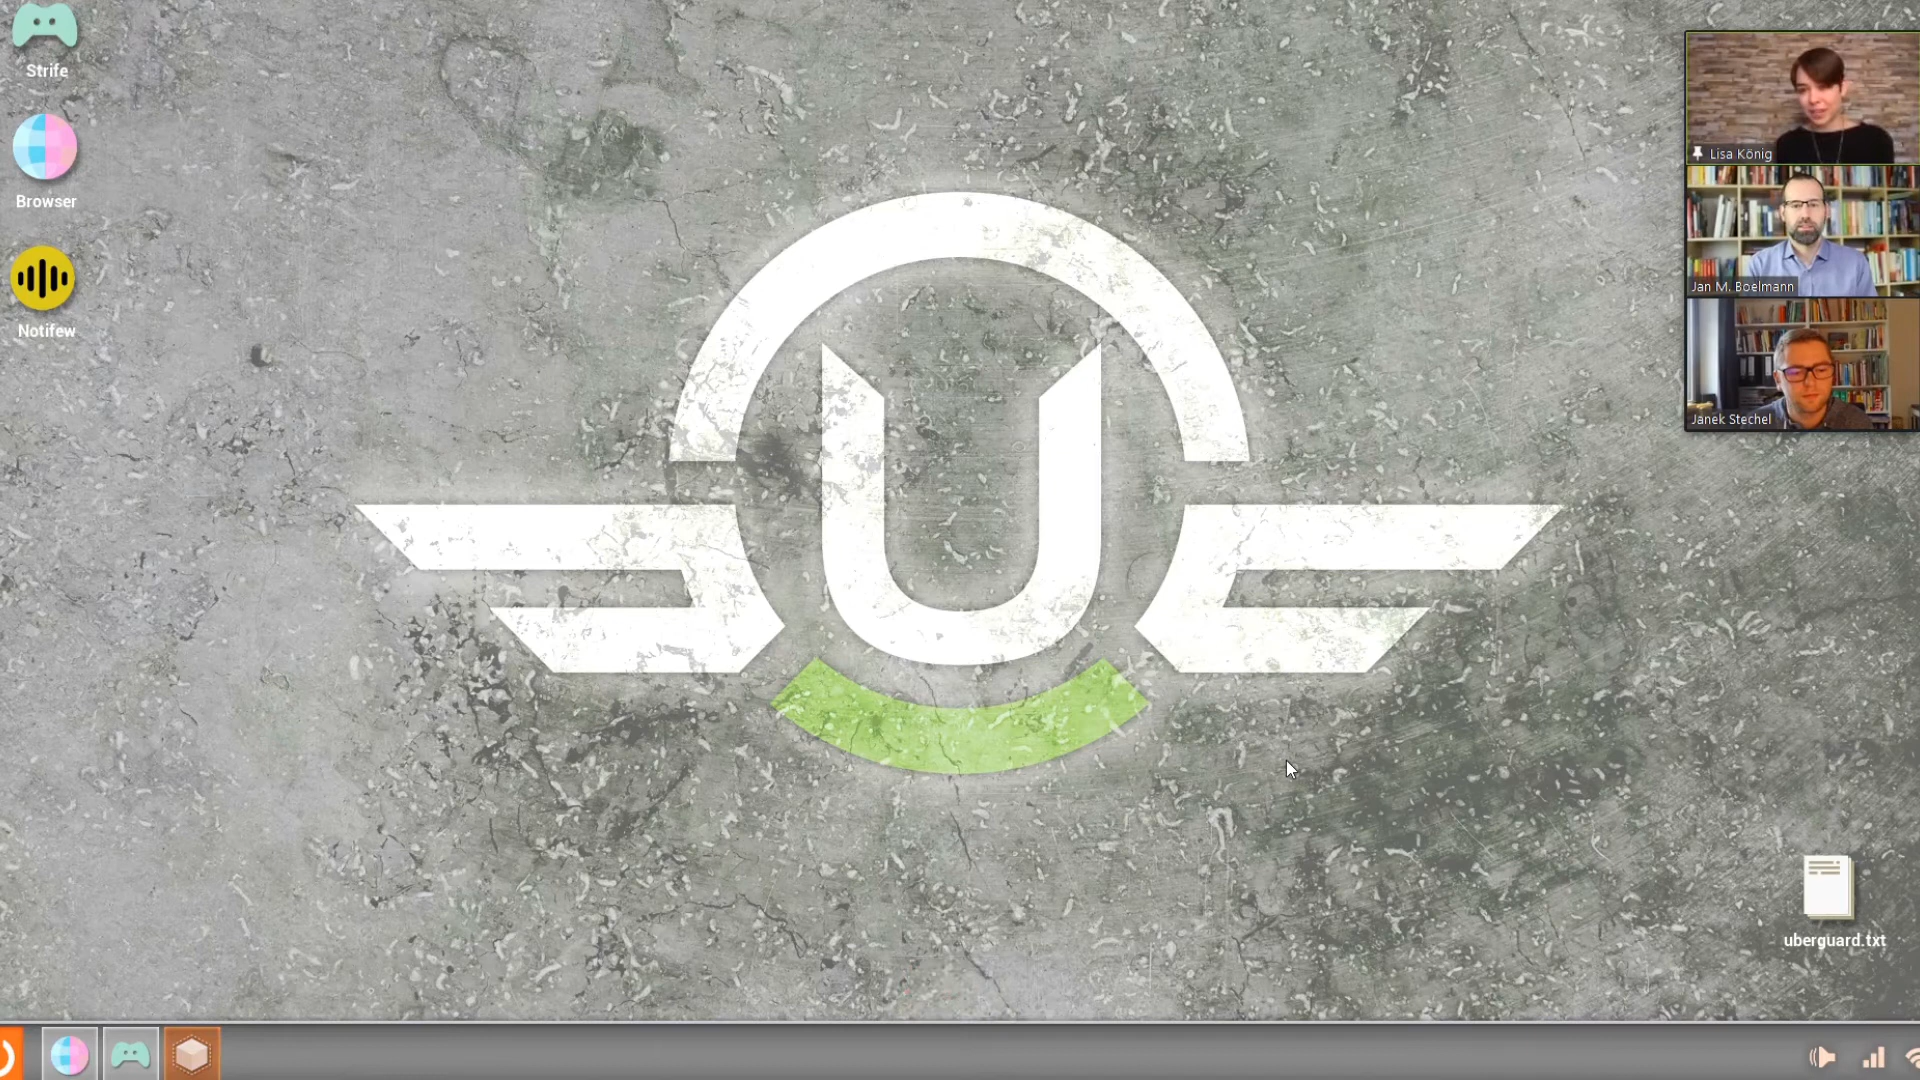 Strife
Browser
Notifew
U
Lisa König
Jan M. Boelmann
Janek Stechel
uberguard.txt